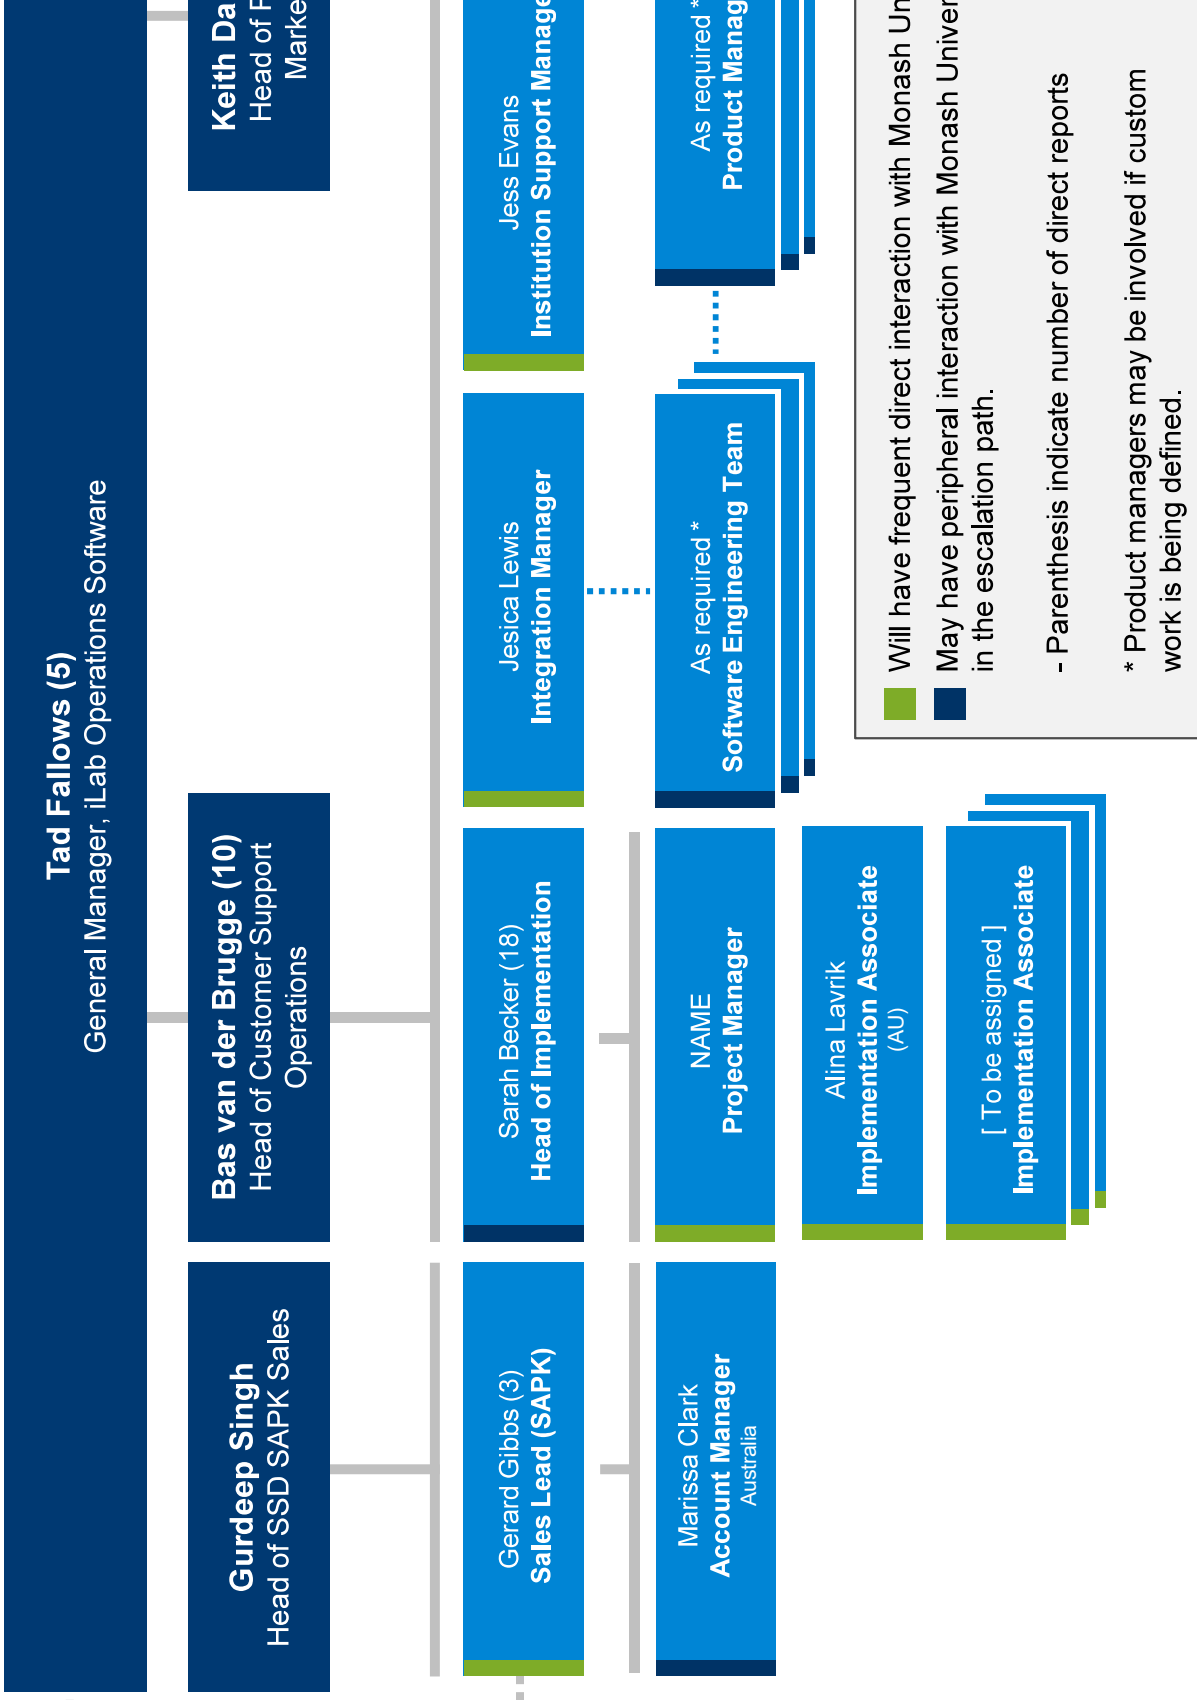 Tad Fallows (5)
General Manager, iLab Operations Software
Gurdeep Singh
Head of SSD SAPK Sales
Bas van der Brugge (10)
Head of Customer Support
Operations
Keith
Head of
Gerard Gibbs (3)
Sales Lead (SAPK)
Sarah Becker (18)
Head of Implementation
Jesica Lewis
Integration Manager
Jess Evans
Institution Support Manage
Marissa Clark
Account Manager
Australia
NAME
Project Manager
As required *
Software Engineering Team
As required *
Product Manag
Alina Lavrik
Implementation Associate
(AU)
[ To be assigned ]
Implementation Associate
Will have frequent direct interaction with Monash Un
May have peripheral interaction with Monash Univer
in the escalation path.
- Parenthesis indicate number of direct reports
* Product managers may be involved if custom
work is being defined.